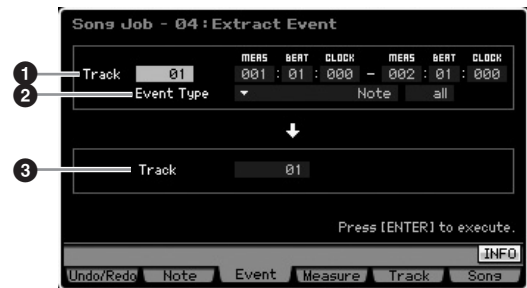 Song Job - 04:Extract Event
MEAS BEAT CLOCK MEAS BEAT CLOCK
1 Track 01 001 : 01 : 000 – 002 : 01 : 000
2 Event Type ▼ Note all
3 Track 01
Press [ENTER] to execute.
INFO
Undo/Redo Note Event Measure Track Song